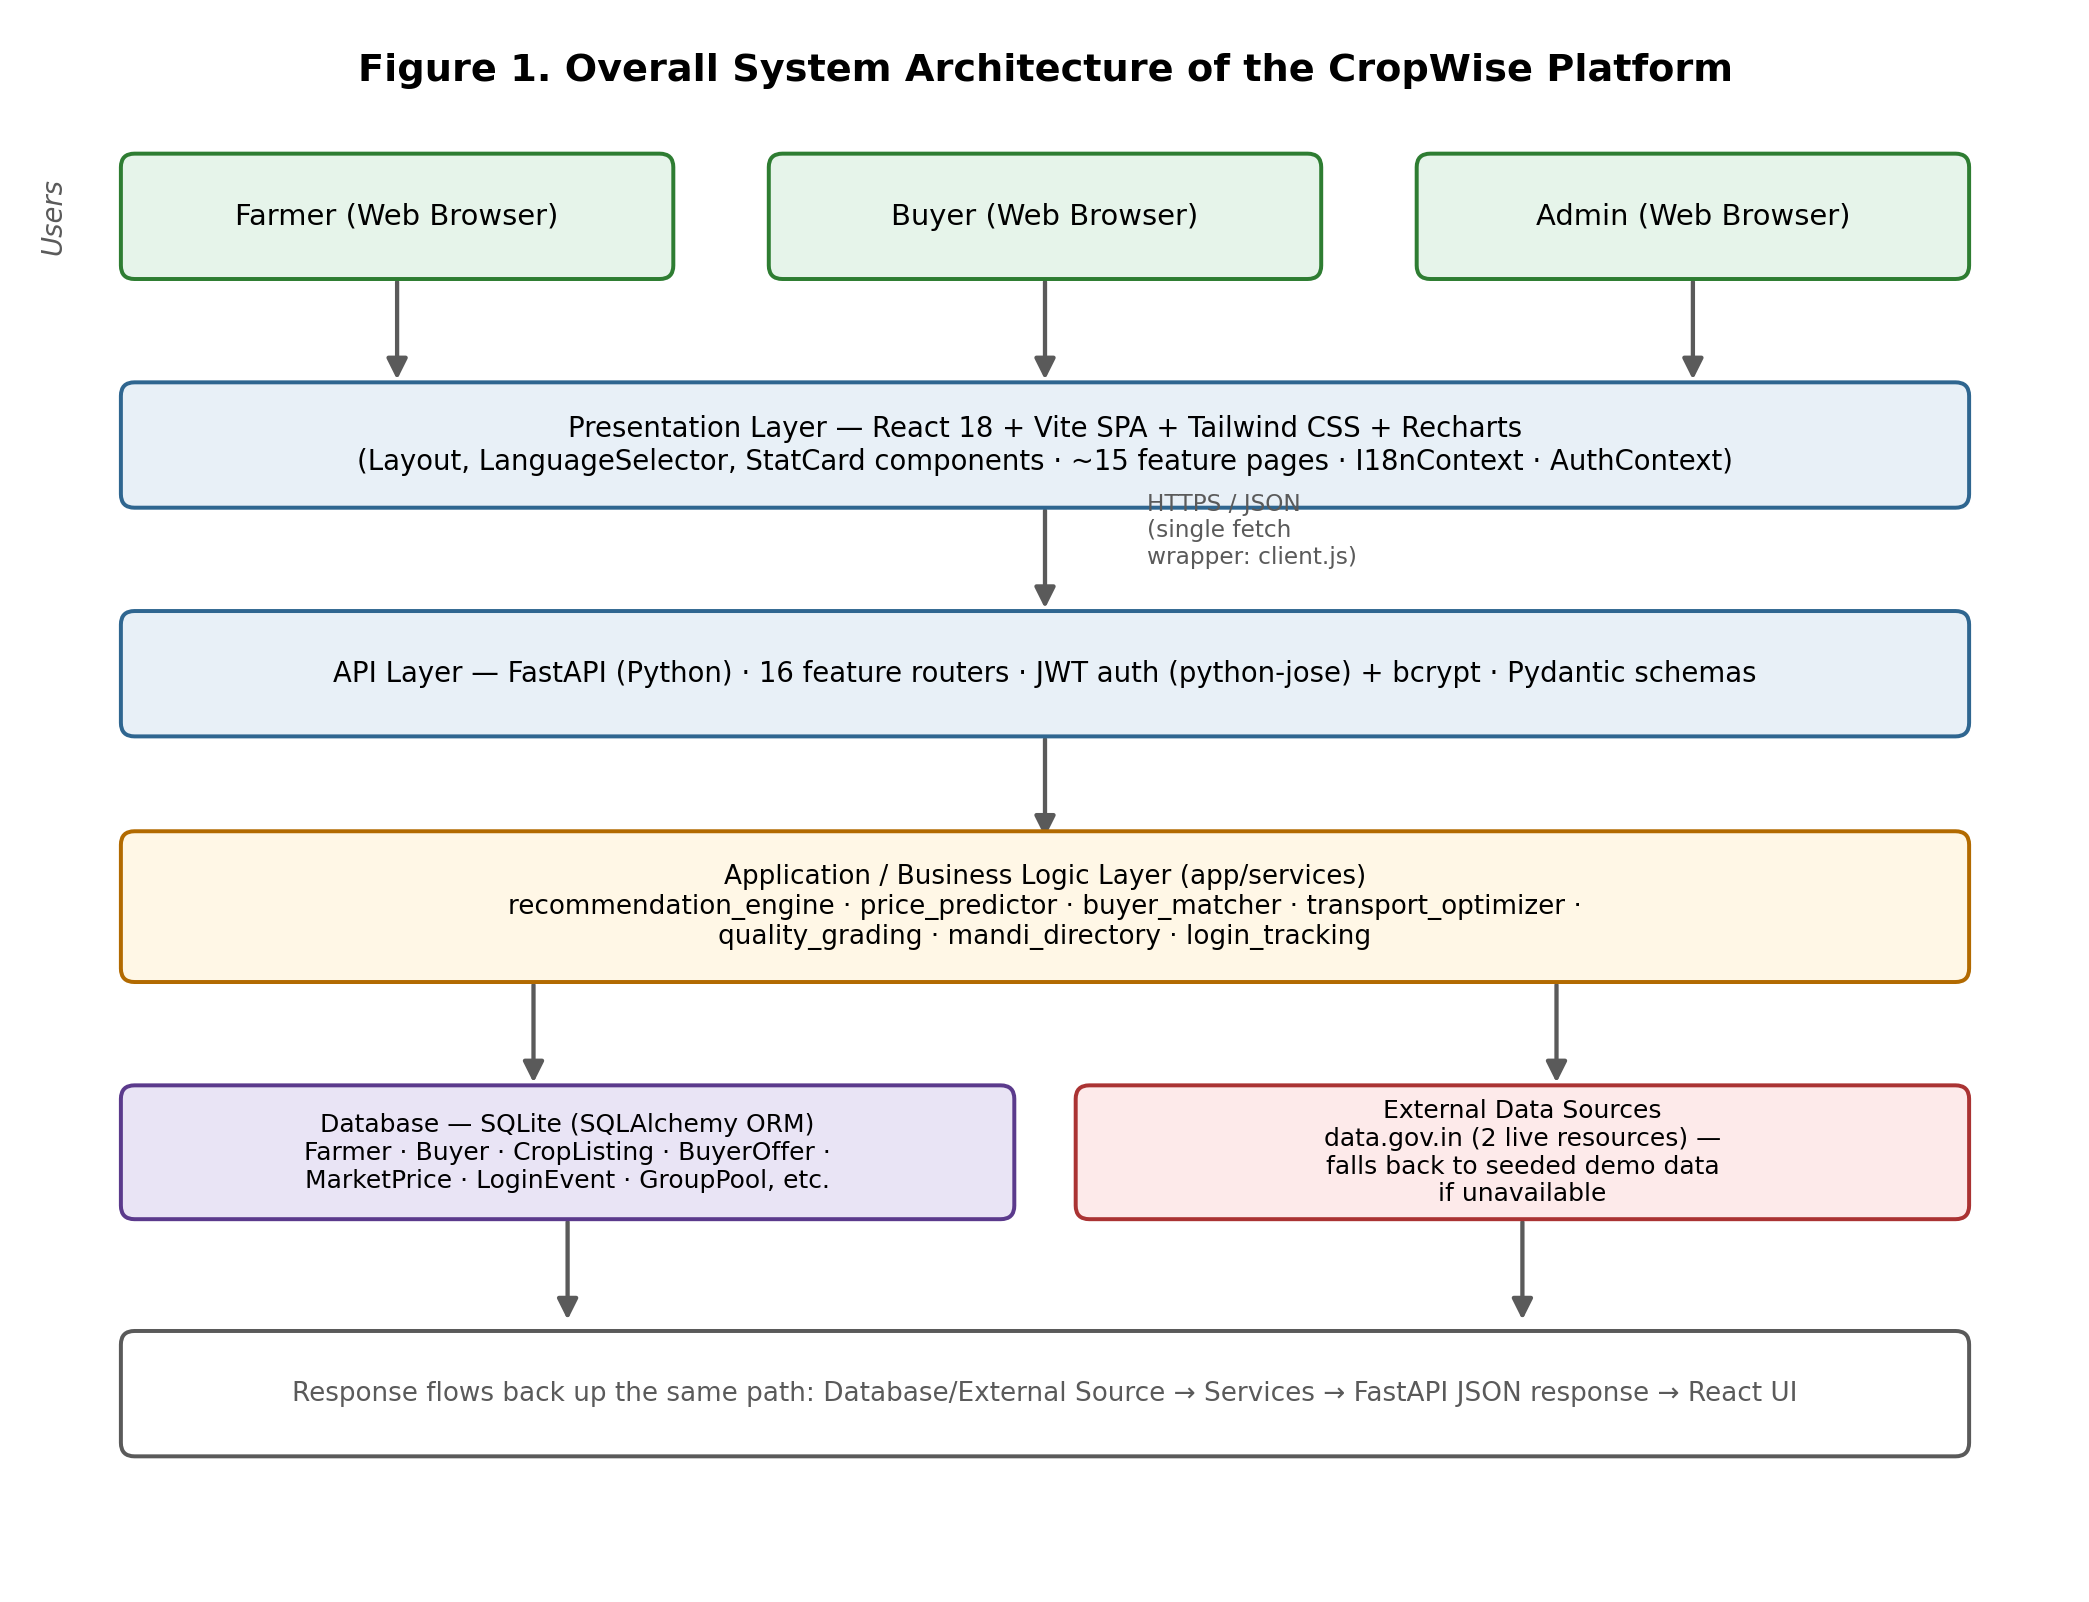 Figure 1. Overall System Architecture of the CropWise Platform
Users
Farmer (Web Browser)
Buyer (Web Browser)
Admin (Web Browser)
Presentation Layer — React 18 + Vite SPA + Tailwind CSS + Recharts
(Layout, LanguageSelector, StatCard components · ~15 feature pages · I18nContext · AuthContext)
HTTPS / JSON
(single fetch
wrapper: client.js)
API Layer — FastAPI (Python) · 16 feature routers · JWT auth (python-jose) + bcrypt · Pydantic schemas
Application / Business Logic Layer (app/services)
recommendation_engine · price_predictor · buyer_matcher · transport_optimizer ·
quality_grading · mandi_directory · login_tracking
Database — SQLite (SQLAlchemy ORM)
Farmer · Buyer · CropListing · BuyerOffer ·
MarketPrice · LoginEvent · GroupPool, etc.
External Data Sources
data.gov.in (2 live resources) —
falls back to seeded demo data
if unavailable
Response flows back up the same path: Database/External Source → Services → FastAPI JSON response → React UI